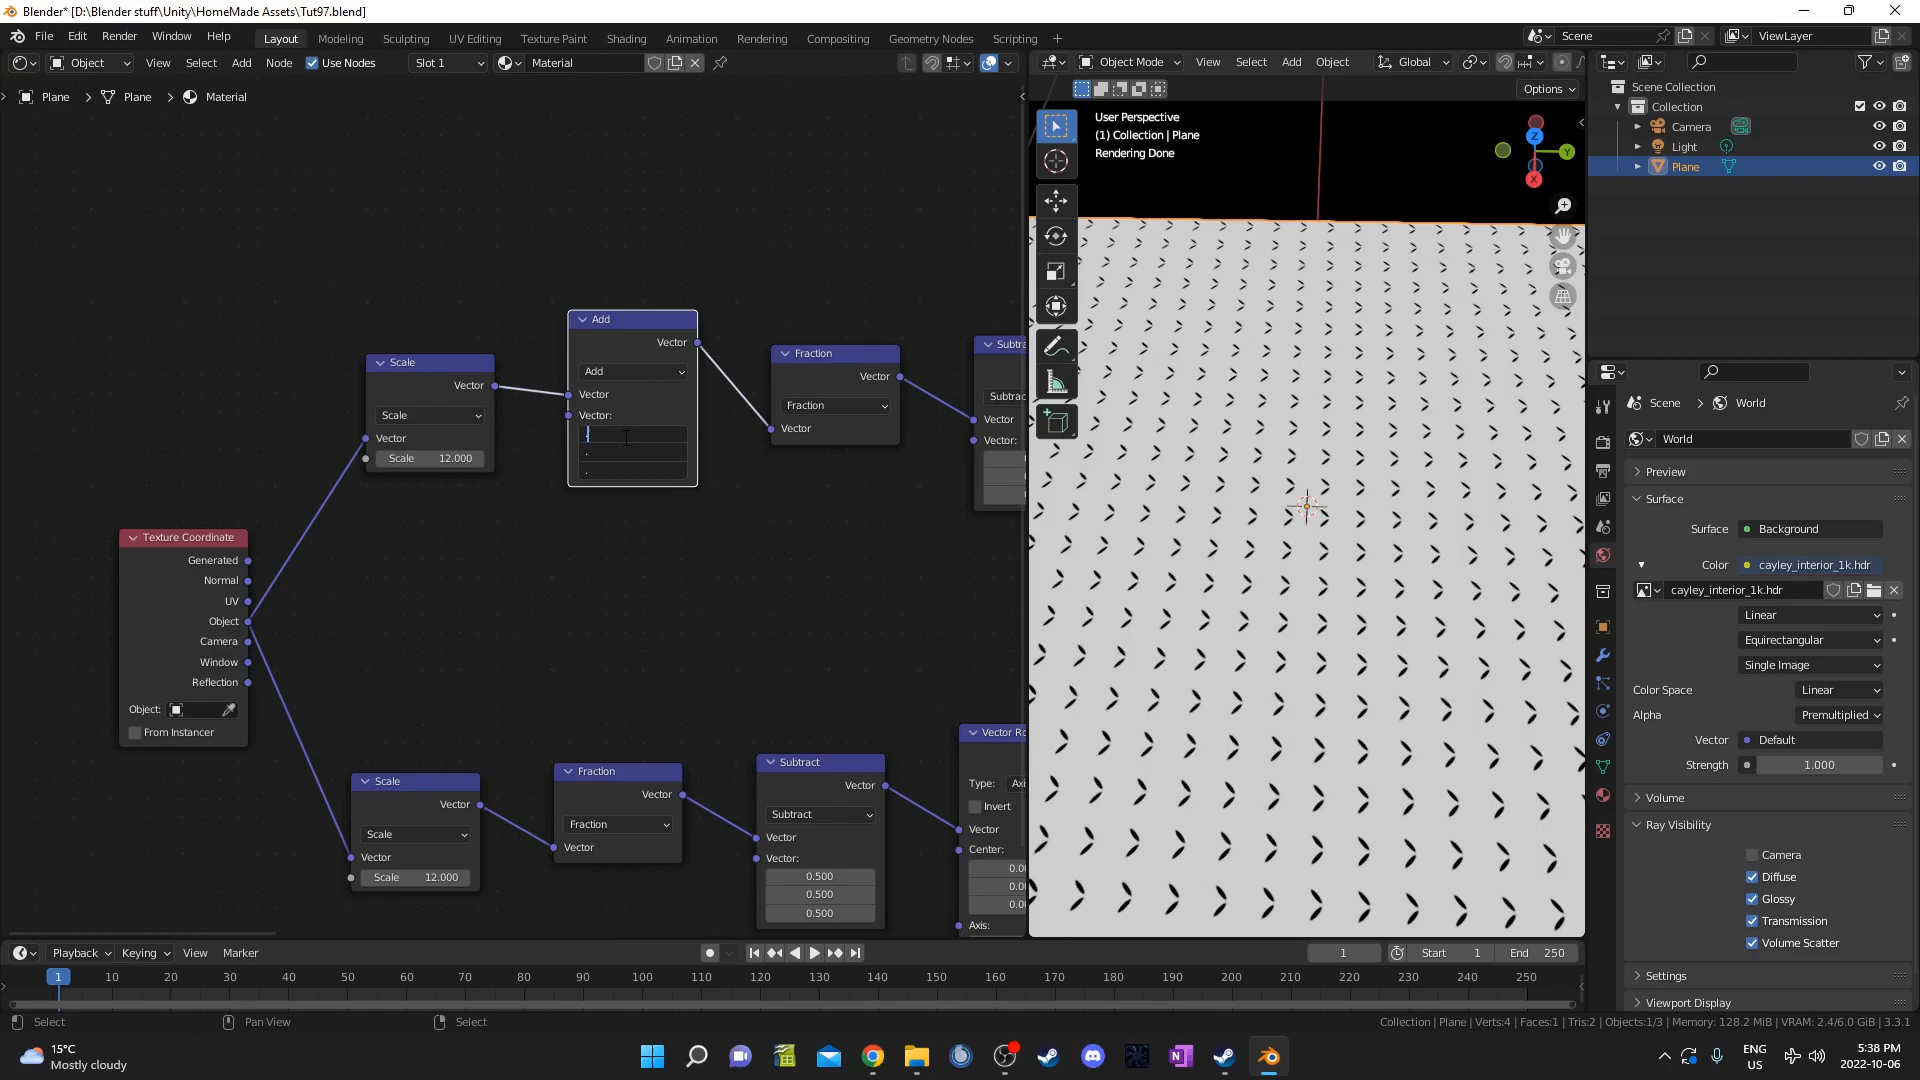 Blender* [D:\Blender stuff\Unity\HomeMade Assets\Tut97.blend]
File Edit Render Window Help Layout Modeling Sculpting UV Editing Texture Paint Shading Animation Rendering Compositing Geometry Nodes Scripting Scene ViewLayer
Object View Select Add Node Use Nodes Slot 1 Material
Object Mode View Select Add Object Global
Options
Plane Plane Material
User Perspective
(1) Collection | Plane
Rendering Done
Z
Y
X
Scene Collection
Collection
Camera
Light
Plane
Add
Vector
Add
Vector
Vector:
.
.
.
Scale
Vector
Scale
Vector
Scale 12.000
Fraction
Vector
Fraction
Vector
Subtra
Subtrac
Vector
Vector:
Texture Coordinate
Generated
Normal
UV
Object
Camera
Window
Reflection
Object:
From Instancer
Scale
Vector
Scale
Vector
Scale 12.000
Fraction
Vector
Fraction
Vector
Subtract
Vector
Subtract
Vector
Vector:
0.500
0.500
0.500
Vector Ro
Type: Axi
Invert
Vector
Center:
0.00
0.00
0.00
Axis:
Scene World
World
Preview
Surface
Surface Background
Color cayley_interior_1k.hdr
cayley_interior_1k.hdr
Linear
Equirectangular
Single Image
Color Space Linear
Alpha Premultiplied
Vector Default
Strength 1.000
Volume
Ray Visibility
Camera
Diffuse
Glossy
Transmission
Volume Scatter
Settings
Viewport Display
Playback Keying View Marker 1 Start 1 End 250
1 10 20 30 40 50 60 70 80 90 100 110 120 130 140 150 160 170 180 190 200 210 220 230 240 250
Select Pan View Select Collection | Plane | Verts:4 | Faces:1 | Tris:2 | Objects:1/3 | Memory: 128.2 MiB | VRAM: 2.4/6.0 GiB | 3.3.1
15°C
Mostly cloudy
ENG
US
5:38 PM
2022-10-06